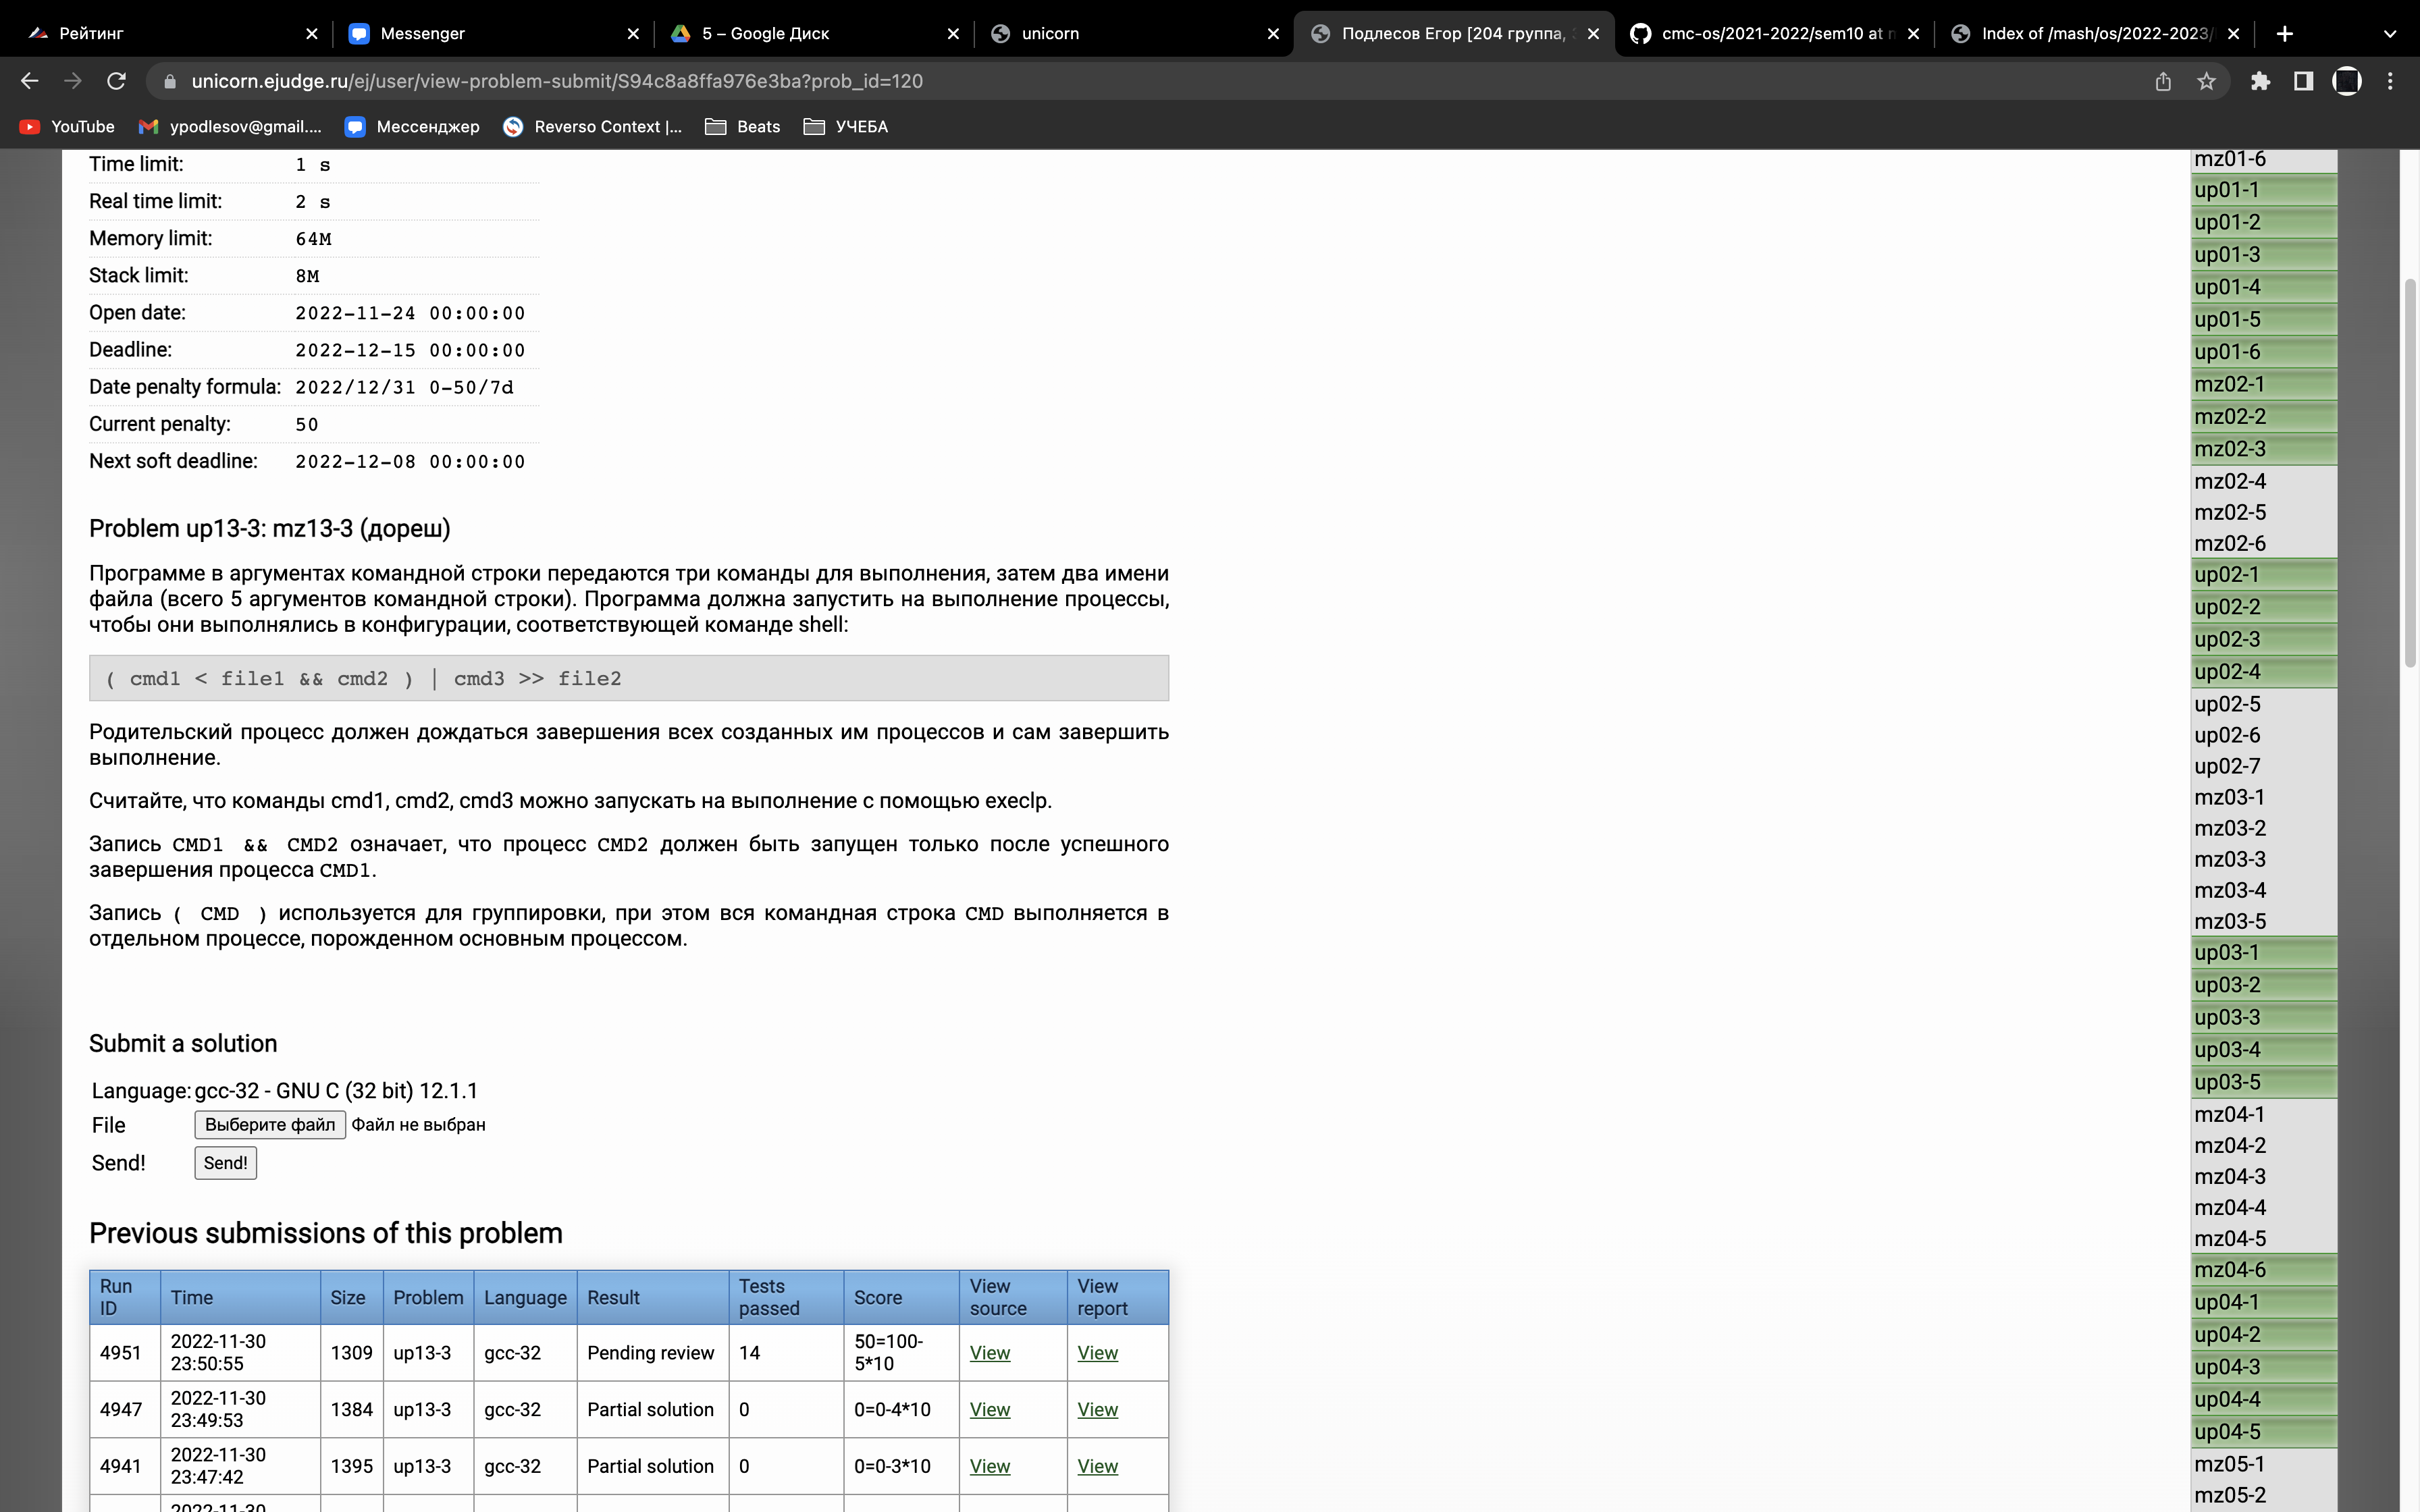 Рейтинг
Messenger
5 – Google Диск
unicorn
Подлесов Егор [204 группа,
cmc-os/2021-2022/sem10 at
Index of /mash/os/2022-2023/
unicorn.ejudge.ru/ej/user/view-problem-submit/S94c8a8ffa976e3ba?prob_id=120
YouTube
ypodlesov@gmail....
Мессенджер
Reverso Context |...
Beats
УЧЕБА
Time limit: 1 s
Real time limit: 2 s
Memory limit: 64M
Stack limit: 8M
Open date: 2022-11-24 00:00:00
Deadline: 2022-12-15 00:00:00
Date penalty formula: 2022/12/31 0-50/7d
Current penalty: 50
Next soft deadline: 2022-12-08 00:00:00
Problem up13-3: mz13-3 (дореш)
Программе в аргументах командной строки передаются три команды для выполнения, затем два имени
файла (всего 5 аргументов командной строки). Программа должна запустить на выполнение процессы,
чтобы они выполнялись в конфигурации, соответствующей команде shell:
( cmd1 < file1 && cmd2 ) | cmd3 >> file2
Родительский процесс должен дождаться завершения всех созданных им процессов и сам завершить
выполнение.
Считайте, что команды cmd1, cmd2, cmd3 можно запускать на выполнение с помощью execlp.
Запись CMD1 && CMD2 означает, что процесс CMD2 должен быть запущен только после успешного
завершения процесса CMD1.
Запись ( CMD ) используется для группировки, при этом вся командная строка CMD выполняется в
отдельном процессе, порожденном основным процессом.
Submit a solution
Language: gcc-32 - GNU C (32 bit) 12.1.1
File Выберите файл Файл не выбран
Send! Send!
Previous submissions of this problem
Run ID Time Size Problem Language Result Tests passed Score View source View report
4951 2022-11-30 23:50:55 1309 up13-3 gcc-32 Pending review 14 50=100-5*10 View View
4947 2022-11-30 23:49:53 1384 up13-3 gcc-32 Partial solution 0 0=0-4*10 View View
4941 2022-11-30 23:47:42 1395 up13-3 gcc-32 Partial solution 0 0=0-3*10 View View
2022-11-30
mz01-6
up01-1
up01-2
up01-3
up01-4
up01-5
up01-6
mz02-1
mz02-2
mz02-3
mz02-4
mz02-5
mz02-6
up02-1
up02-2
up02-3
up02-4
up02-5
up02-6
up02-7
mz03-1
mz03-2
mz03-3
mz03-4
mz03-5
up03-1
up03-2
up03-3
up03-4
up03-5
mz04-1
mz04-2
mz04-3
mz04-4
mz04-5
mz04-6
up04-1
up04-2
up04-3
up04-4
up04-5
mz05-1
mz05-2